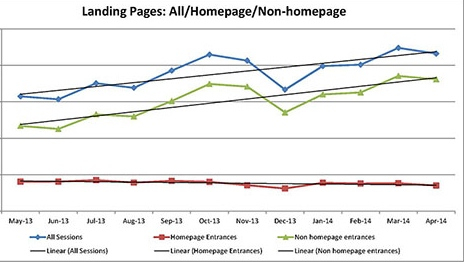 Landing Pages: All/Homepage/Non-homepage
May-13 Jun-13 Jul-13 Aug-13 Sep-13 Oct-13 Nov-13 Dec-13 Jan-14 Feb-14 Mar-14 Apr-14
All Sessions Homepage Entrances Non homepage entrances
Linear (All Sessions) Linear (Homepage Entrances) Linear (Non homepage entrances)